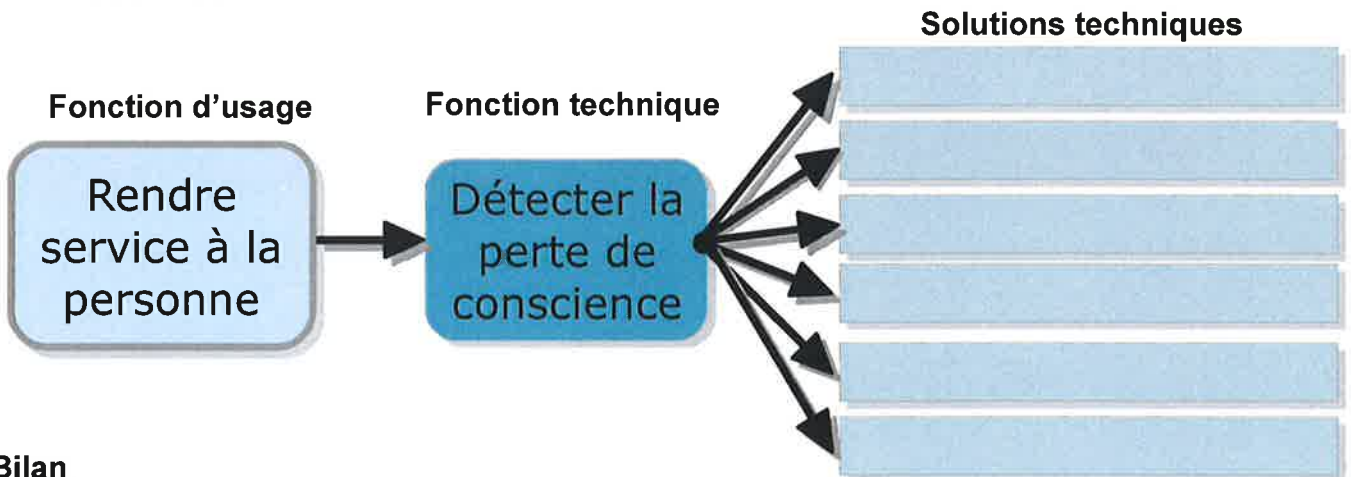 Solutions techniques
Fonction d'usage
Fonction technique
Rendre
service à la
personne
Détecter la
perte de
conscience
Bilan